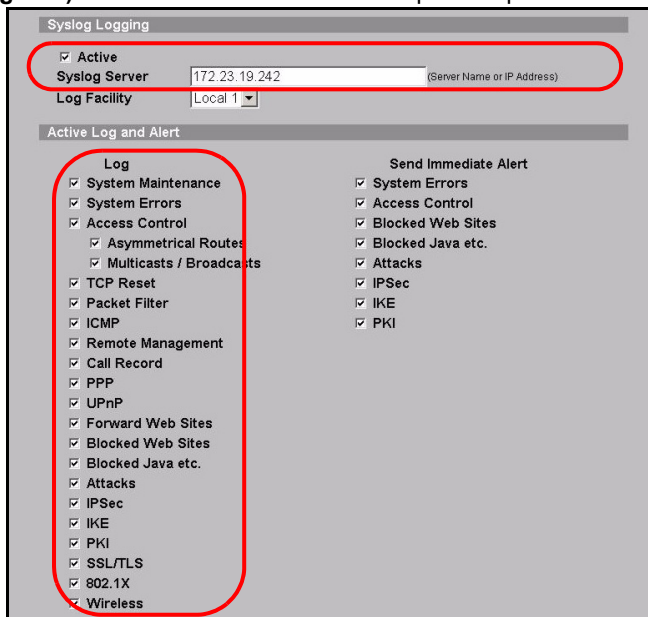 Syslog Logging
Active
Syslog Server 172.23.19.242 (Server Name or IP Address)
Log Facility Local 1
Active Log and Alert
Log
System Maintenance
System Errors
Access Control
Asymmetrical Routes
Multicasts / Broadcasts
TCP Reset
Packet Filter
ICMP
Remote Management
Call Record
PPP
UPnP
Forward Web Sites
Blocked Web Sites
Blocked Java etc.
Attacks
IPSec
IKE
PKI
SSL/TLS
802.1X
Wireless
Send Immediate Alert
System Errors
Access Control
Blocked Web Sites
Blocked Java etc.
Attacks
IPSec
IKE
PKI